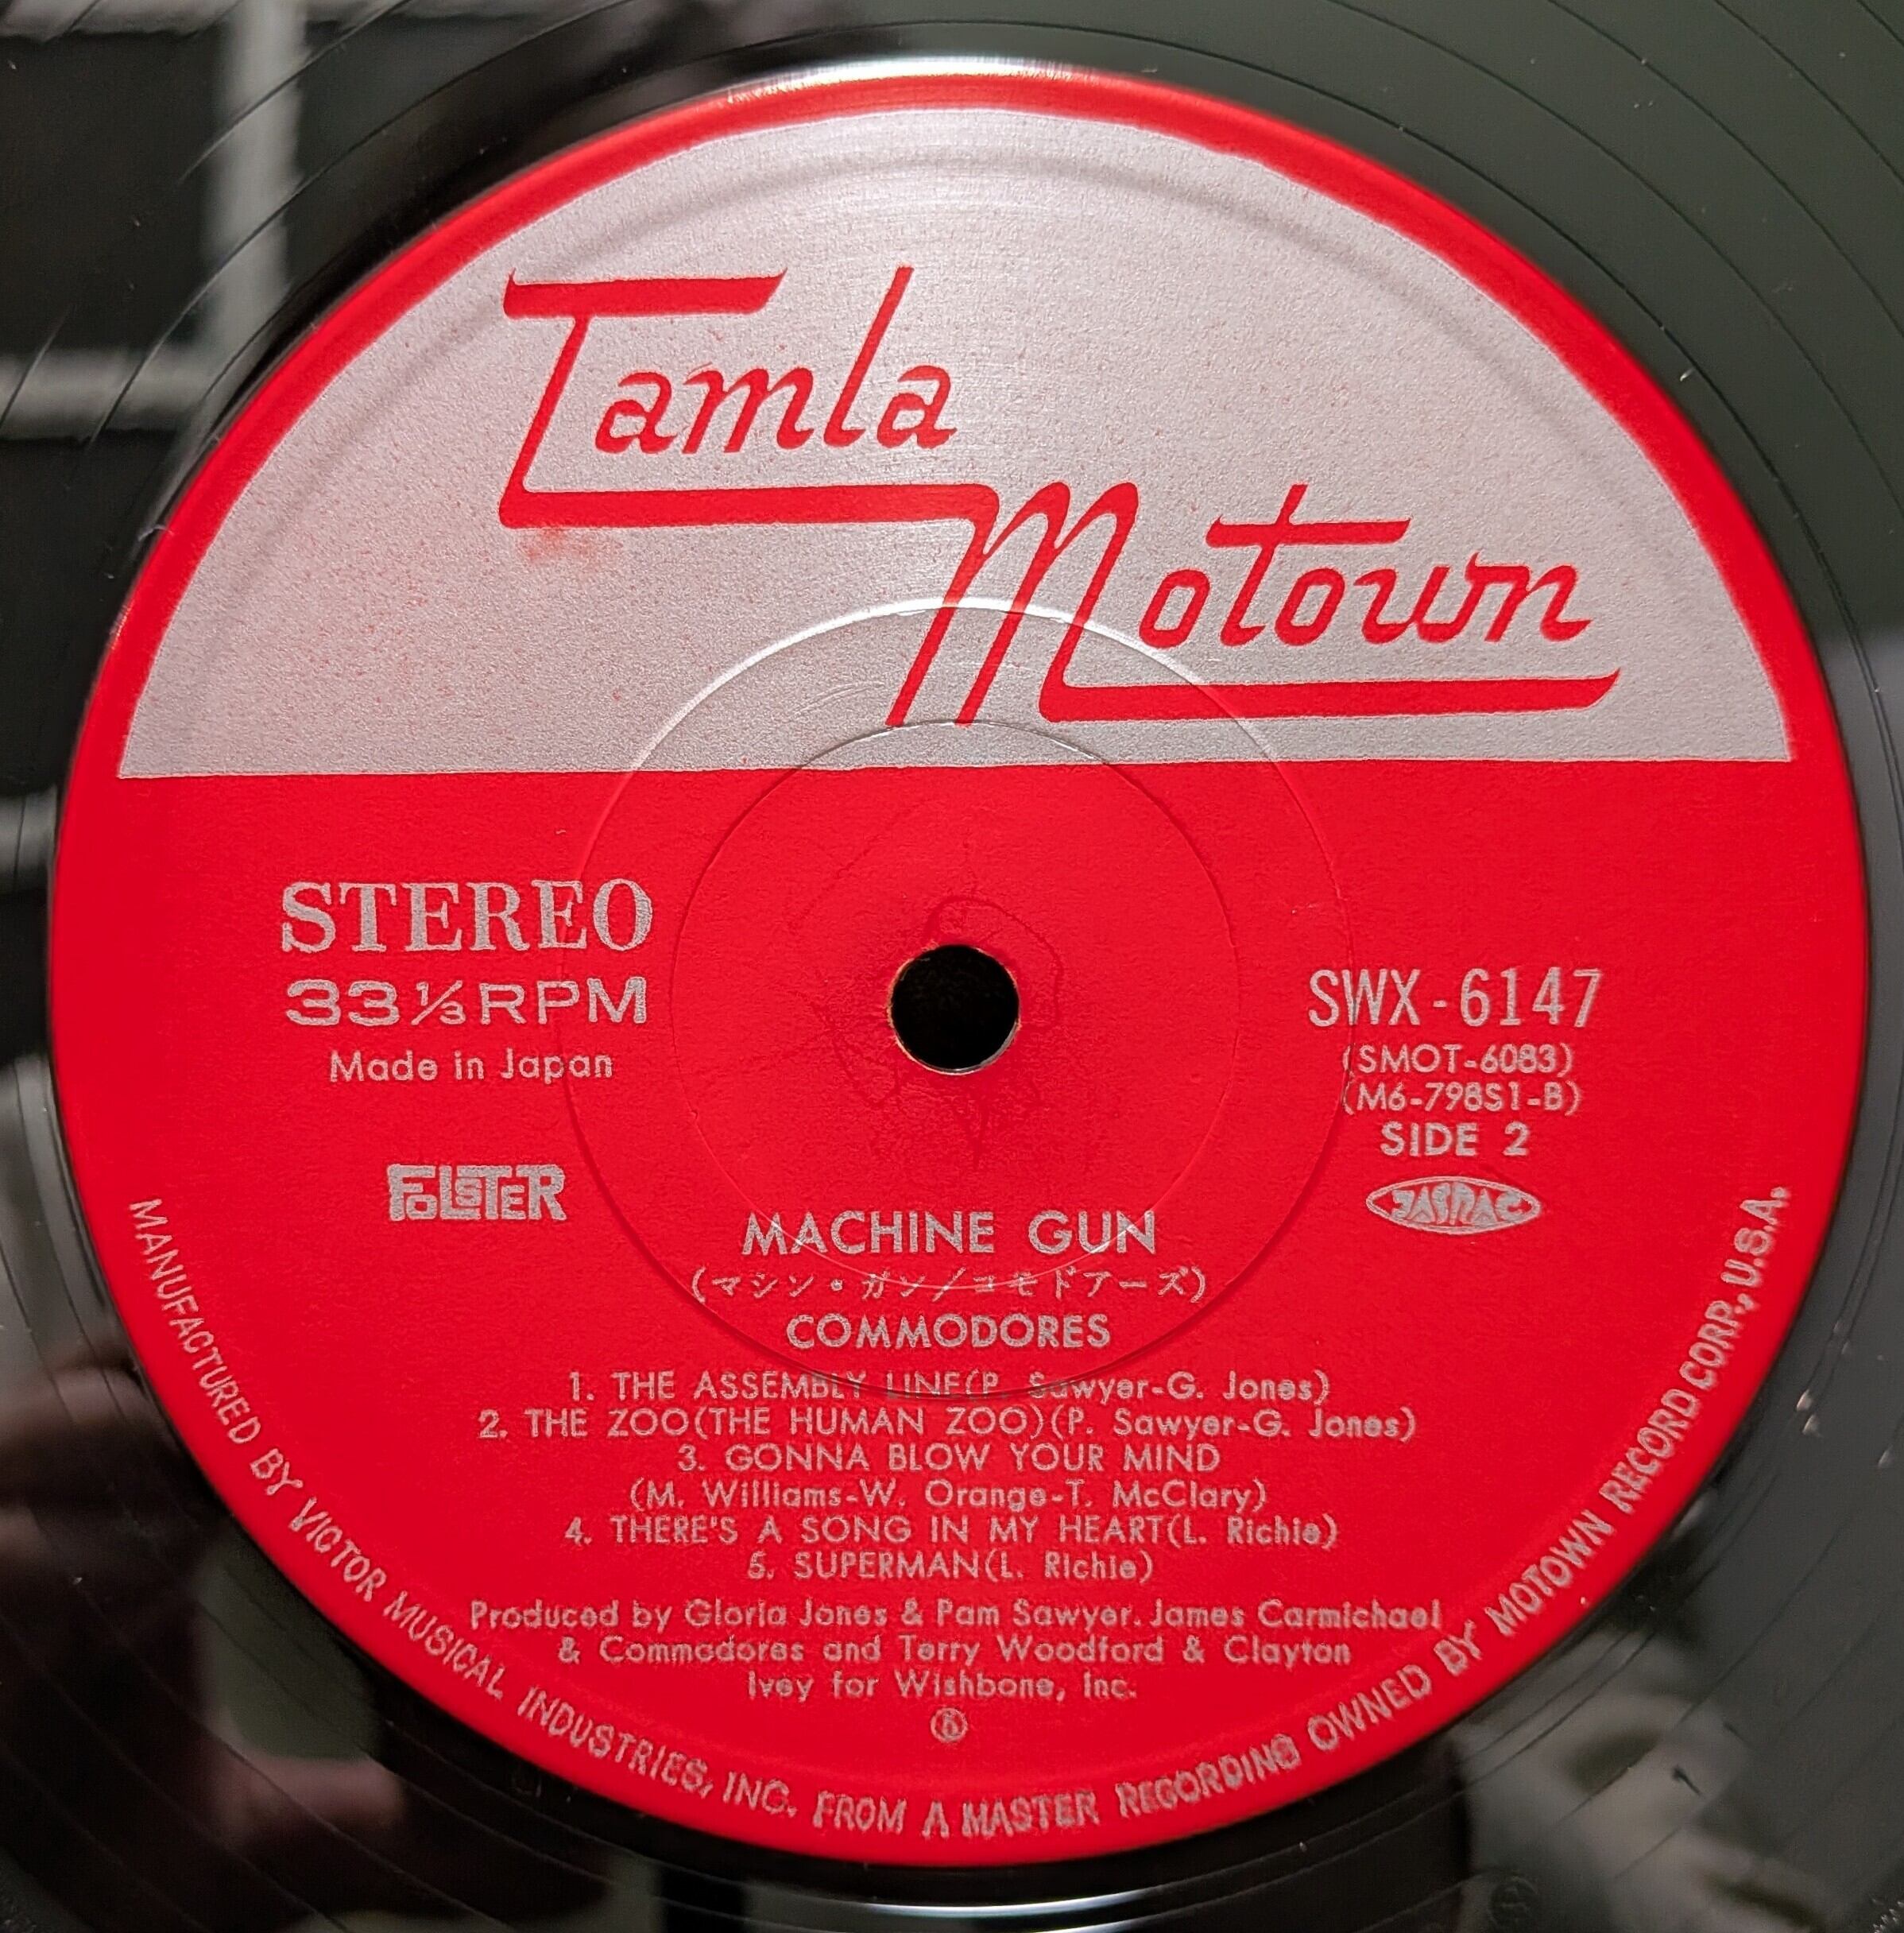 Tamla
Motown
STEREO
33⅓RPM
Made in Japan
FOLSTER
SWX-6147
(SMOT-6083)
(M6-798S1-B)
SIDE 2
JASRAC
MACHINE GUN
(マシン・ガン/コモドアーズ)
COMMODORES
1. THE ASSEMBLY LINE(P. Sawyer-G. Jones)
2. THE ZOO(THE HUMAN ZOO)(P. Sawyer-G. Jones)
3. GONNA BLOW YOUR MIND
(M. Williams-W. Orange-T. McClary)
4. THERE'S A SONG IN MY HEART(L. Richie)
5. SUPERMAN(L. Richie)
Produced by Gloria Jones & Pam Sawyer. James Carmichael
& Commodores and Terry Woodford & Clayton
Ivey for Wishbone, Inc.
MANUFACTURED BY VICTOR MUSICAL INDUSTRIES, INC. FROM A MASTER RECORDING OWNED BY MOTOWN RECORD CORP., U.S.A.